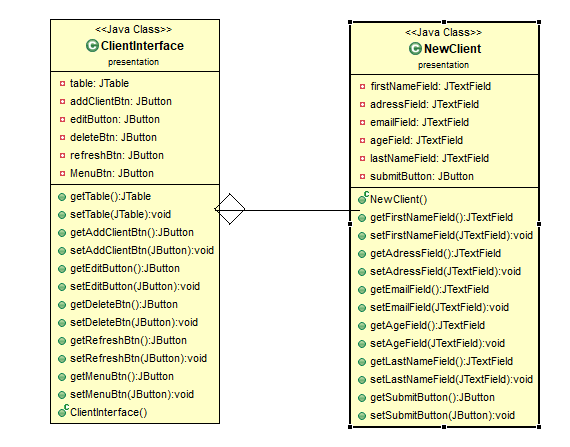 <<Java Class>>
ClientInterface
presentation
table: JTable
addClientBtn: JButton
editButton: JButton
deleteBtn: JButton
refreshBtn: JButton
MenuBtn: JButton
getTable():JTable
setTable(JTable):void
getAddClientBtn():JButton
setAddClientBtn(JButton):void
getEditButton():JButton
setEditButton(JButton):void
getDeleteBtn():JButton
setDeleteBtn(JButton):void
getRefreshBtn():JButton
setRefreshBtn(JButton):void
getMenuBtn():JButton
setMenuBtn(JButton):void
ClientInterface()
<<Java Class>>
NewClient
presentation
firstNameField: JTextField
adressField: JTextField
emailField: JTextField
ageField: JTextField
lastNameField: JTextField
submitButton: JButton
NewClient()
getFirstNameField():JTextField
setFirstNameField(JTextField):void
getAdressField():JTextField
setAdressField(JTextField):void
getEmailField():JTextField
setEmailField(JTextField):void
getAgeField():JTextField
setAgeField(JTextField):void
getLastNameField():JTextField
setLastNameField(JTextField):void
getSubmitButton():JButton
setSubmitButton(JButton):void